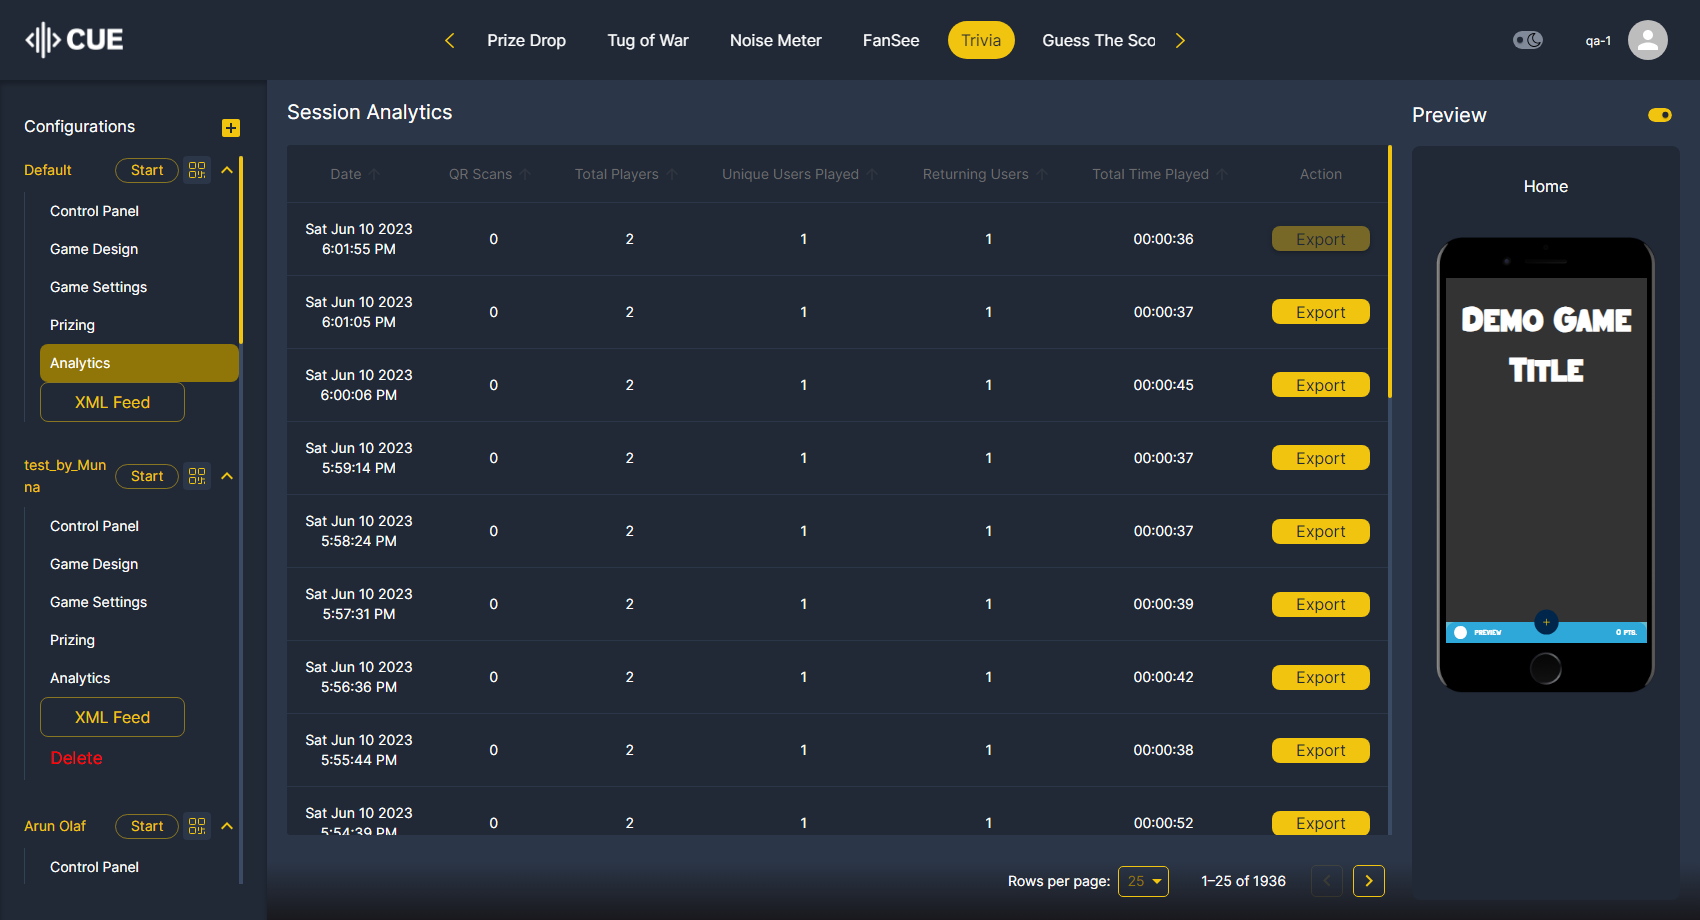 CUE
Prize Drop
Tug of War
Noise Meter
FanSee
Trivia
Guess The Sco
qa-1
Configurations
Default
Start
Control Panel
Game Design
Game Settings
Prizing
Analytics
XML Feed
test_by_Mun
na
Start
Control Panel
Game Design
Game Settings
Prizing
Analytics
XML Feed
Delete
Arun Olaf
Start
Control Panel
Session Analytics
Date
QR Scans
Total Players
Unique Users Played
Returning Users
Total Time Played
Action
Sat Jun 10 2023
6:01:55 PM
0
2
1
1
00:00:36
Export
Sat Jun 10 2023
6:01:05 PM
0
2
1
1
00:00:37
Export
Sat Jun 10 2023
6:00:06 PM
0
2
1
1
00:00:45
Export
Sat Jun 10 2023
5:59:14 PM
0
2
1
1
00:00:37
Export
Sat Jun 10 2023
5:58:24 PM
0
2
1
1
00:00:37
Export
Sat Jun 10 2023
5:57:31 PM
0
2
1
1
00:00:39
Export
Sat Jun 10 2023
5:56:36 PM
0
2
1
1
00:00:42
Export
Sat Jun 10 2023
5:55:44 PM
0
2
1
1
00:00:38
Export
Sat Jun 10 2023
5:54:39 PM
0
2
1
1
00:00:52
Export
Rows per page:
25
1–25 of 1936
Preview
Home
Demo Game
Title
PREVIEW
0 PTS.